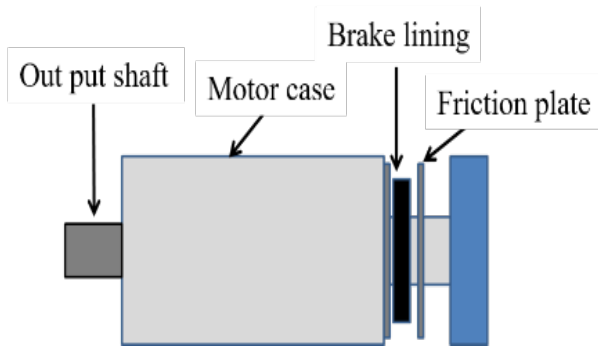 Brake lining
Out put shaft
Motor case
Friction plate